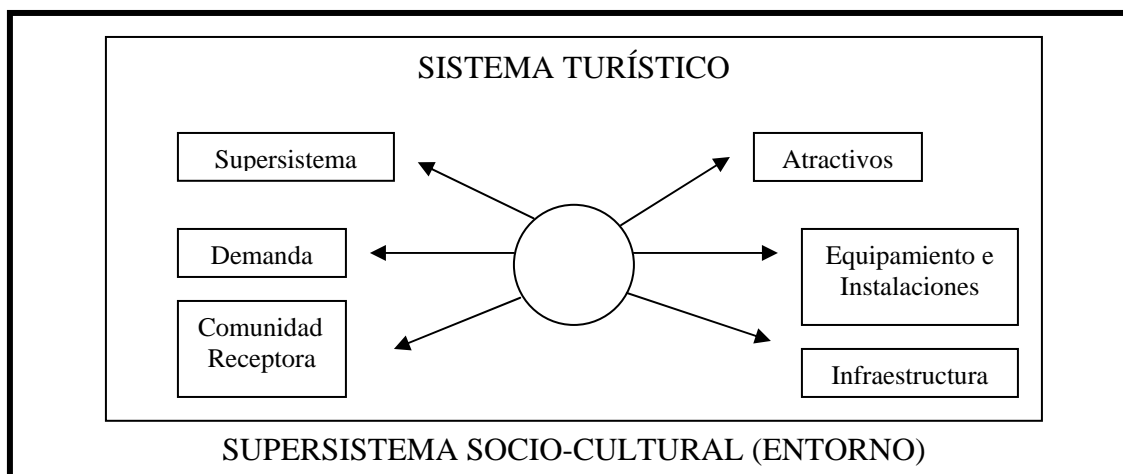 SISTEMA TURÍSTICO
Supersistema
Atractivos
Demanda
Equipamiento e
Instalaciones
Comunidad
Receptora
Infraestructura
SUPERSISTEMA SOCIO-CULTURAL (ENTORNO)